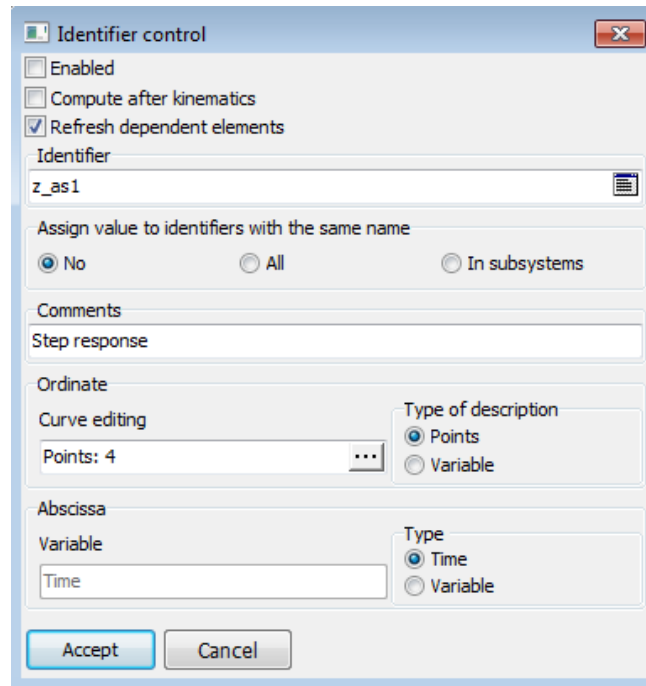 Identifier control
Enabled
Compute after kinematics
Refresh dependent elements
Identifier
z_as1
Assign value to identifiers with the same name
No All In subsystems
Comments
Step response
Ordinate
Curve editing
Points: 4 ...
Type of description
Points
Variable
Abscissa
Variable
Time
Type
Time
Variable
Accept Cancel